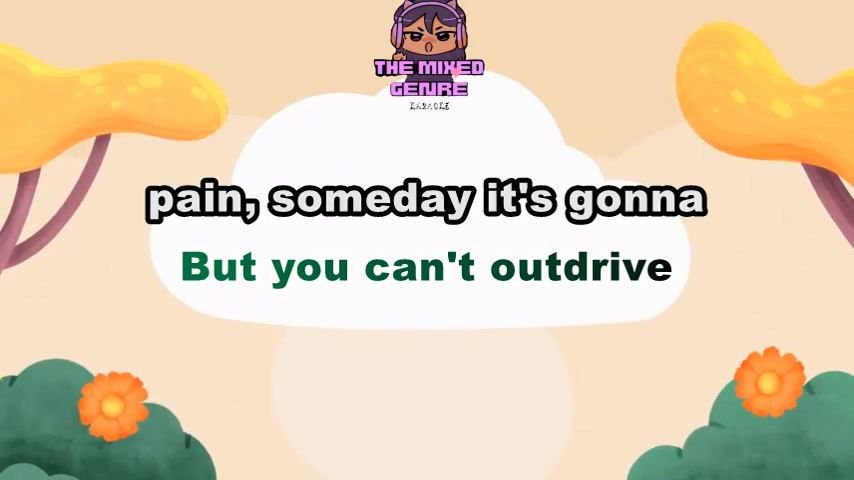 THE MIXED
GENRE
KARAOKE
pain, someday it's gonna
But you can't outdrive